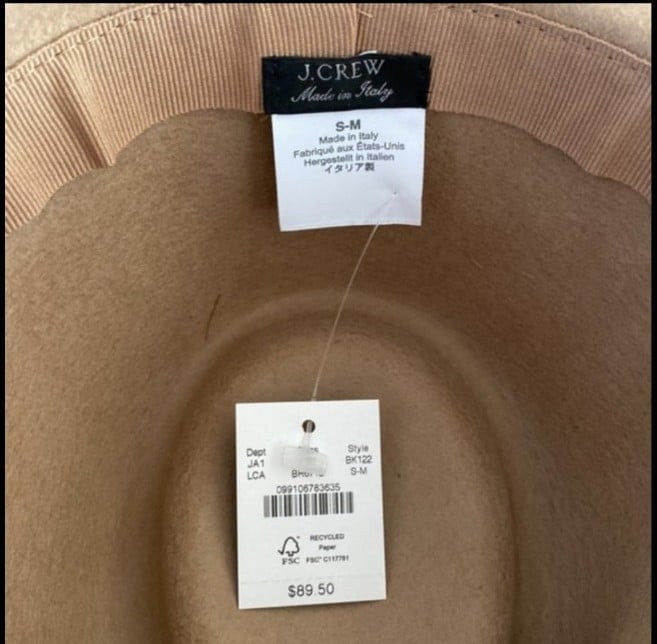 J.CREW
Made in Italy
S-M
Made in Italy
Fabriqué aux États-Unis
Hergestellt in Italien
イタリア製
Dept
JA1
LCA
Style
BK122
S-M
099106783635
RECYCLED
Paper
FSC
FSC® C117761
$89.50